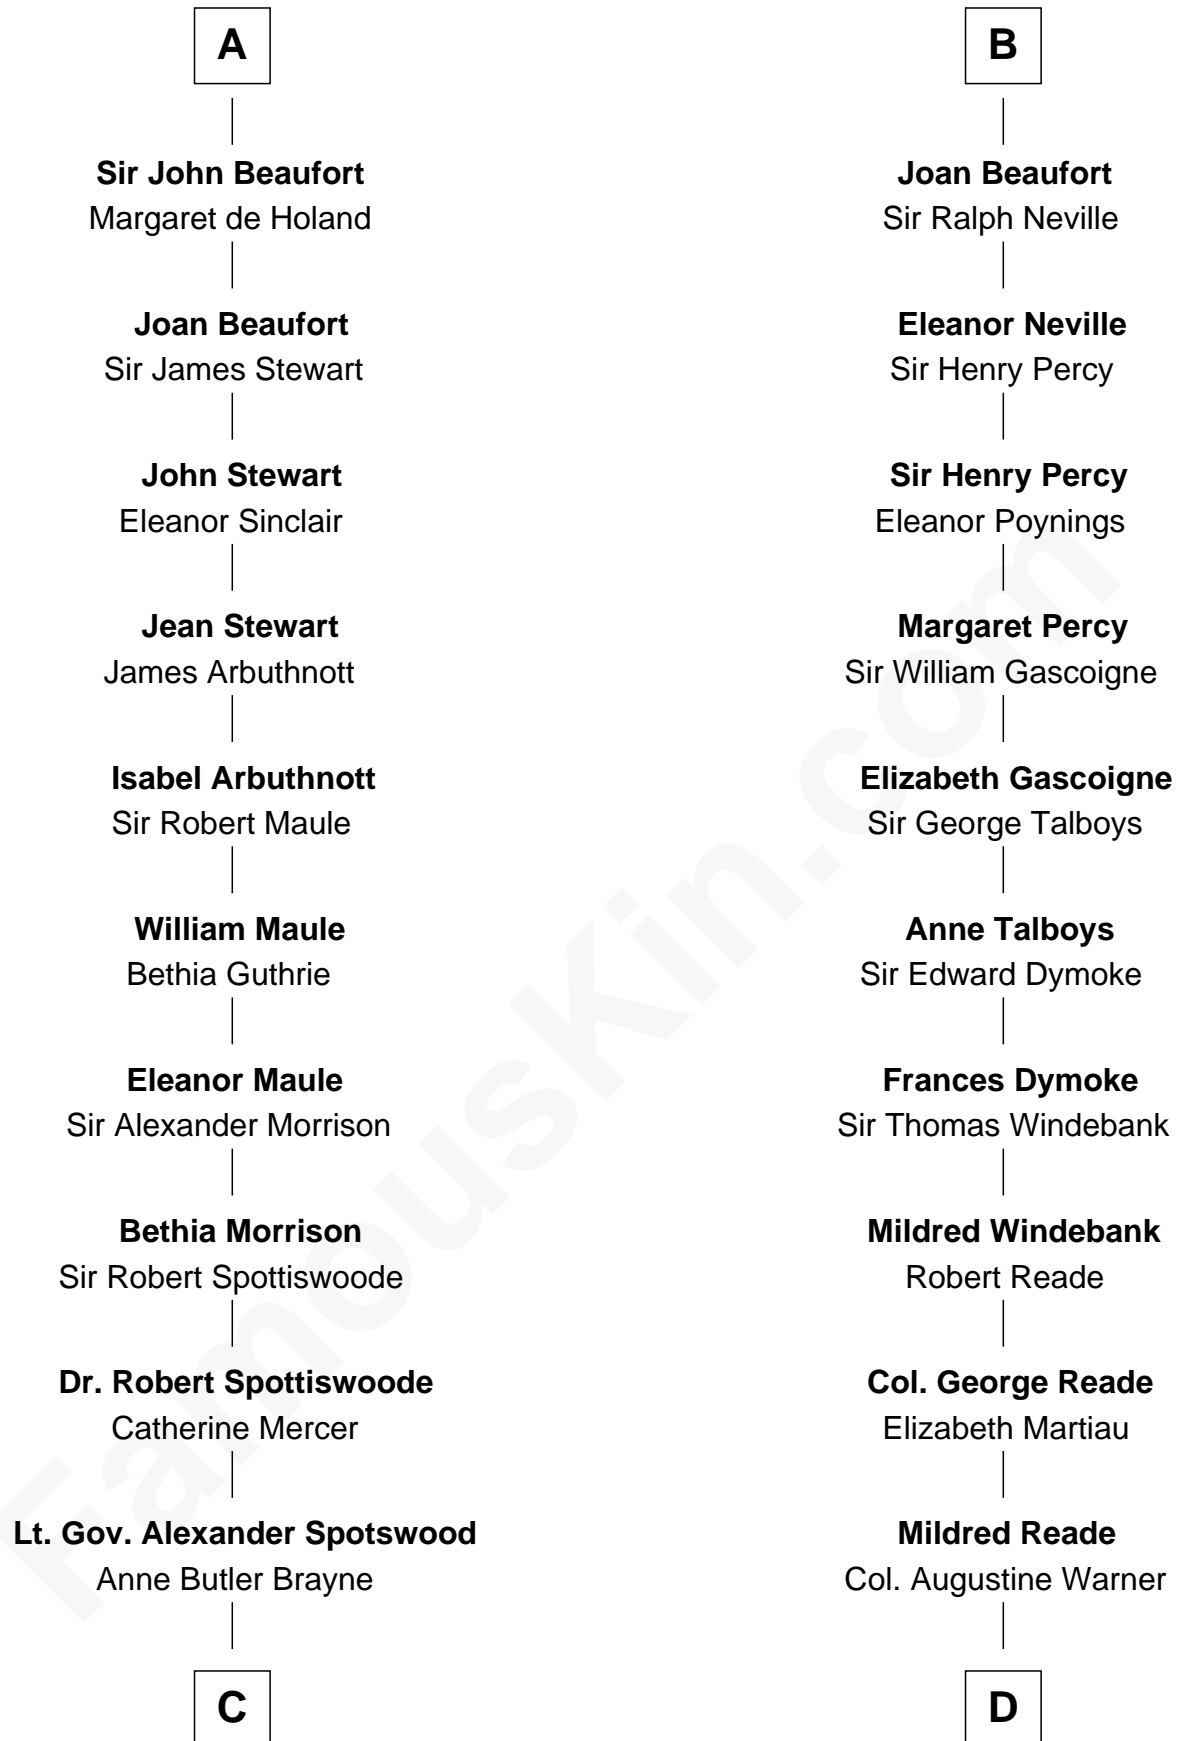 A
Sir John Beaufort
Margaret de Holand
Joan Beaufort
Sir James Stewart
John Stewart
Eleanor Sinclair
Jean Stewart
James Arbuthnott
Isabel Arbuthnott
Sir Robert Maule
William Maule
Bethia Guthrie
Eleanor Maule
Sir Alexander Morrison
Bethia Morrison
Sir Robert Spottiswoode
Dr. Robert Spottiswoode
Catherine Mercer
Lt. Gov. Alexander Spotswood
Anne Butler Brayne
C
B
Joan Beaufort
Sir Ralph Neville
Eleanor Neville
Sir Henry Percy
Sir Henry Percy
Eleanor Poynings
Margaret Percy
Sir William Gascoigne
Elizabeth Gascoigne
Sir George Talboys
Anne Talboys
Sir Edward Dymoke
Frances Dymoke
Sir Thomas Windebank
Mildred Windebank
Robert Reade
Col. George Reade
Elizabeth Martiau
Mildred Reade
Col. Augustine Warner
D
FamousKin.com